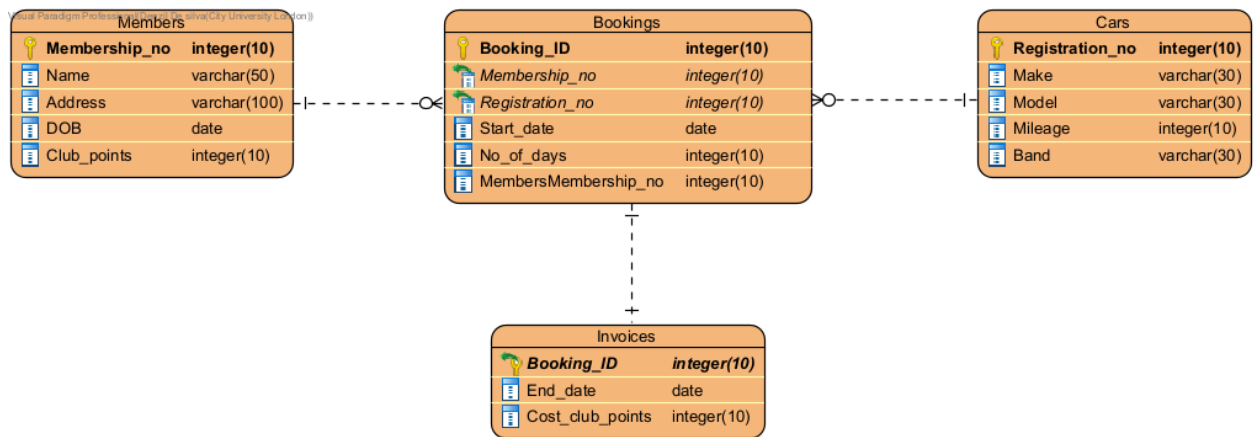 Visual Paradigm Professional(Denzil De silva(City University London))
Members
Membership_no integer(10)
Name varchar(50)
Address varchar(100)
DOB date
Club_points integer(10)
Bookings
Booking_ID integer(10)
Membership_no integer(10)
Registration_no integer(10)
Start_date date
No_of_days integer(10)
MembersMembership_no integer(10)
Cars
Registration_no integer(10)
Make varchar(30)
Model varchar(30)
Mileage integer(10)
Band varchar(30)
Invoices
Booking_ID integer(10)
End_date date
Cost_club_points integer(10)